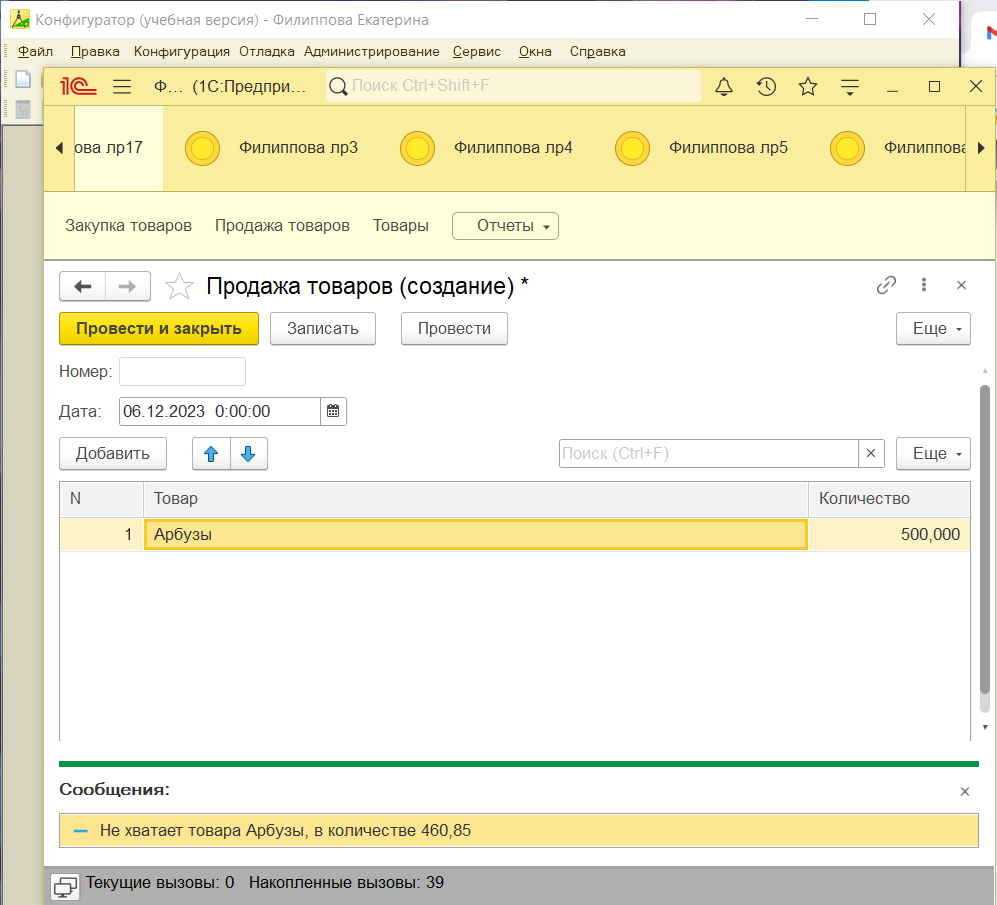 Конфигуратор (учебная версия) - Филиппова Екатерина
Файл Правка Конфигурация Отладка Администрирование Сервис Окна Справка
1С Ф... (1С:Предпри... Поиск Ctrl+Shift+F
ова лр17 Филиппова лр3 Филиппова лр4 Филиппова лр5 Филиппова
Закупка товаров Продажа товаров Товары Отчеты
Продажа товаров (создание) *
Провести и закрыть Записать Провести Еще
Номер:
Дата: 06.12.2023 0:00:00
Добавить Поиск (Ctrl+F) × Еще
N Товар Количество
1 Арбузы 500,000
Сообщения:
Не хватает товара Арбузы, в количестве 460,85
Текущие вызовы: 0 Накопленные вызовы: 39